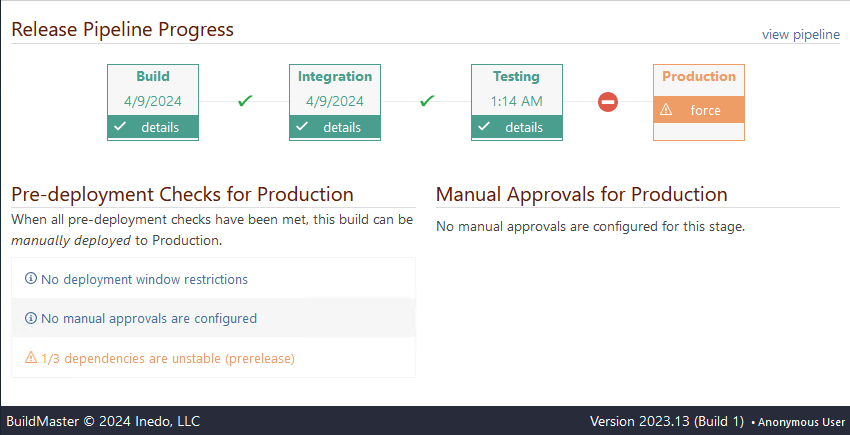 Release Pipeline Progress
view pipeline
Build
4/9/2024
details
Integration
4/9/2024
details
Testing
1:14 AM
details
Production
force
Pre-deployment Checks for Production
When all pre-deployment checks have been met, this build can be
manually deployed to Production.
No deployment window restrictions
No manual approvals are configured
1/3 dependencies are unstable (prerelease)
Manual Approvals for Production
No manual approvals are configured for this stage.
BuildMaster © 2024 Inedo, LLC
Version 2023.13 (Build 1) • Anonymous User